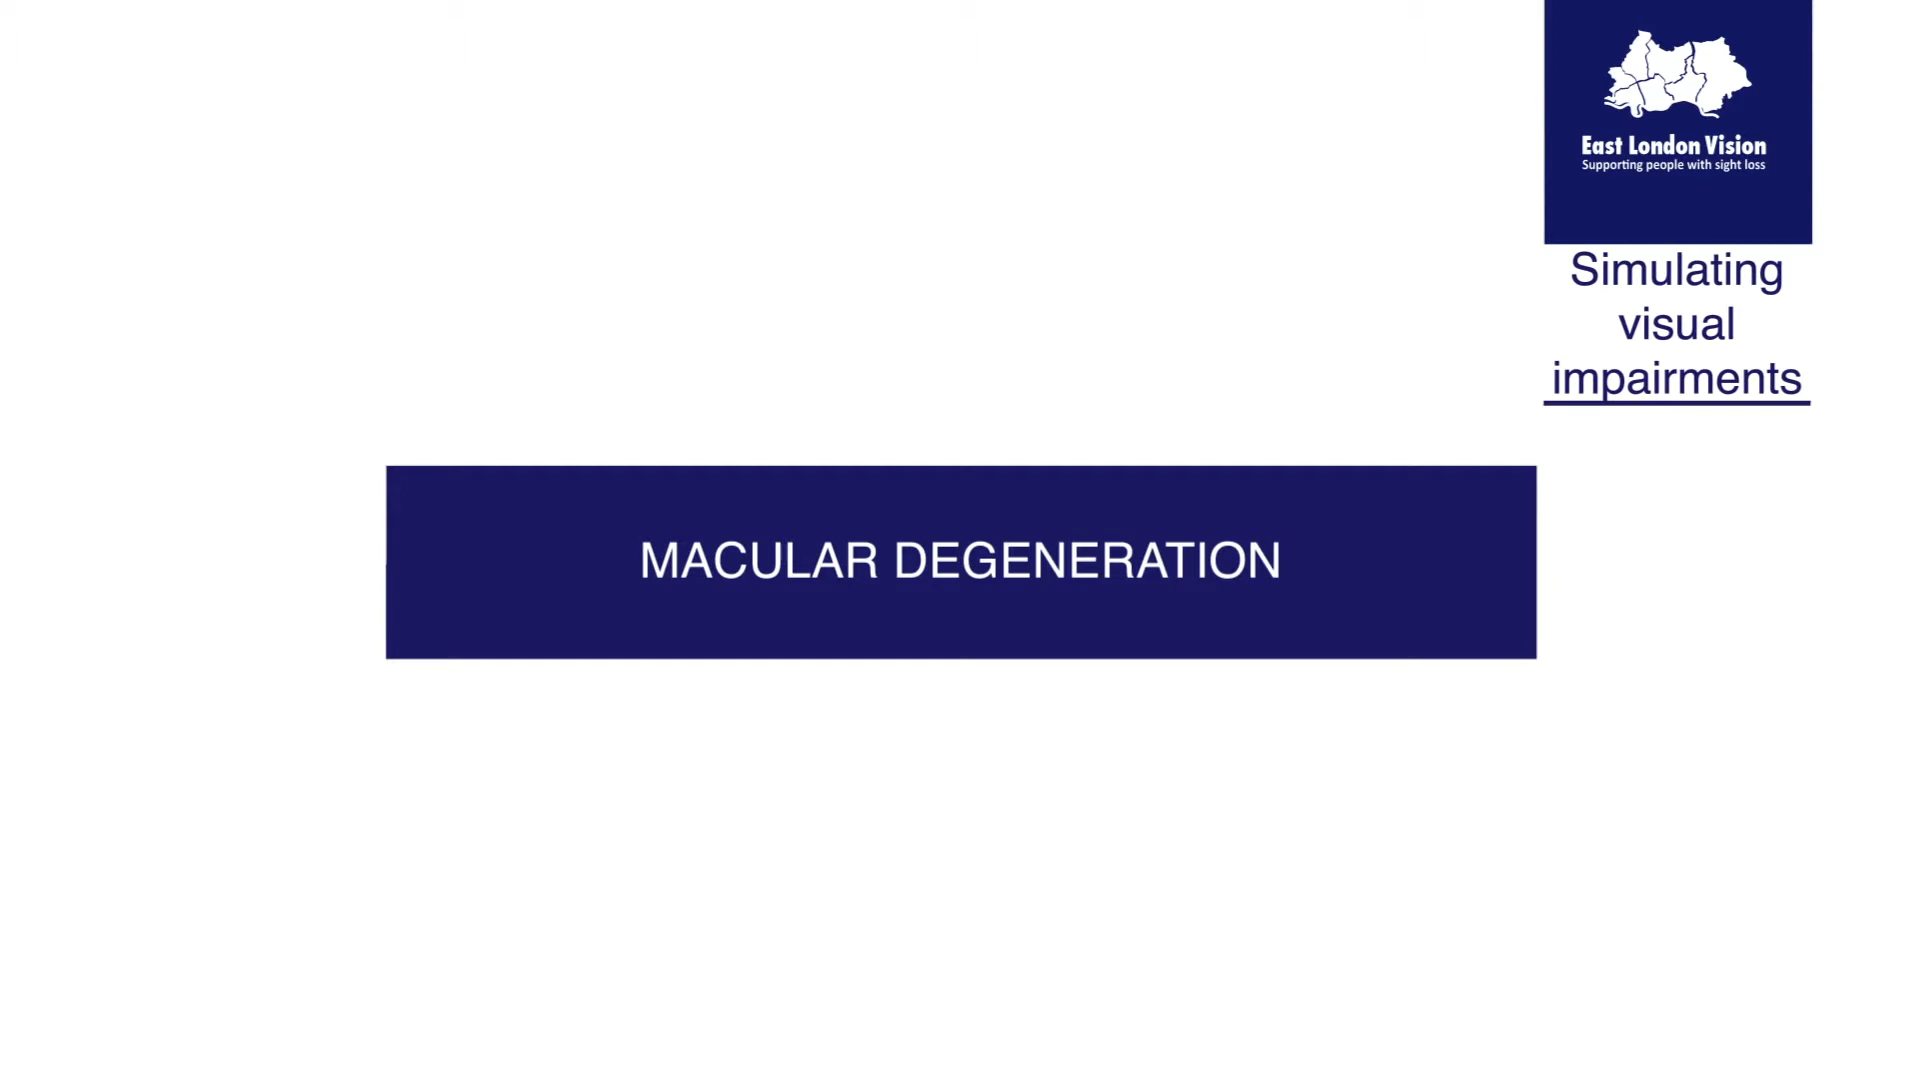 East London Vision
Supporting people with sight loss
Simulating
visual
impairments
MACULAR DEGENERATION